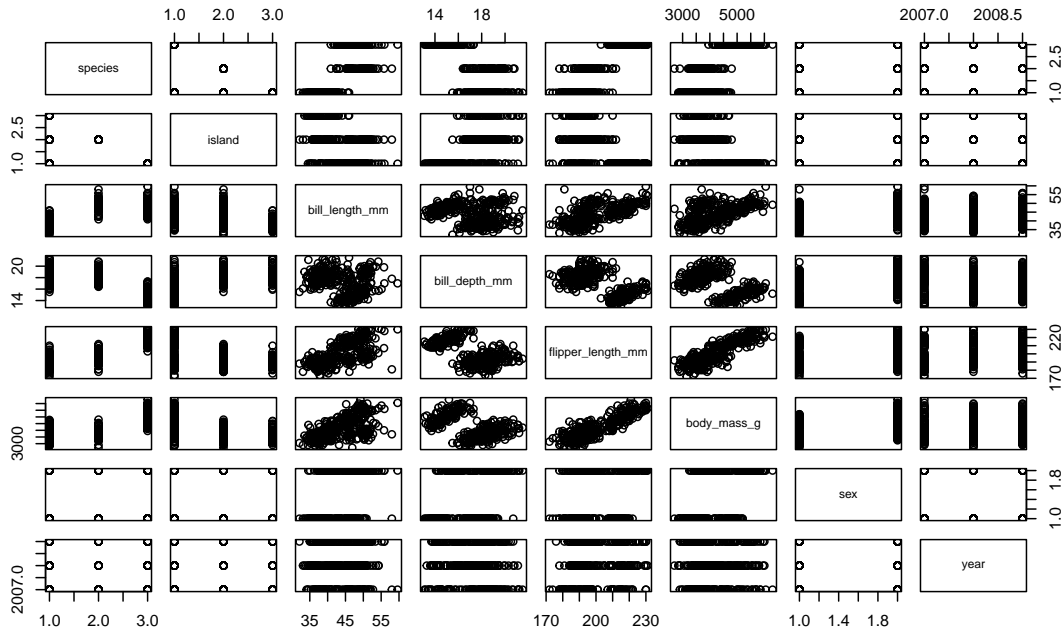 1.0 2.0 3.0 14 18 3000 5000 2007.0 2008.5
species 1.0 2.5
1.0 2.5 island
bill_length_mm 35 55
14 20 bill_depth_mm
flipper_length_mm 170 220
3000 body_mass_g
sex 1.0 1.8
2007.0 year
1.0 2.0 3.0 35 45 55 170 200 230 1.0 1.4 1.8